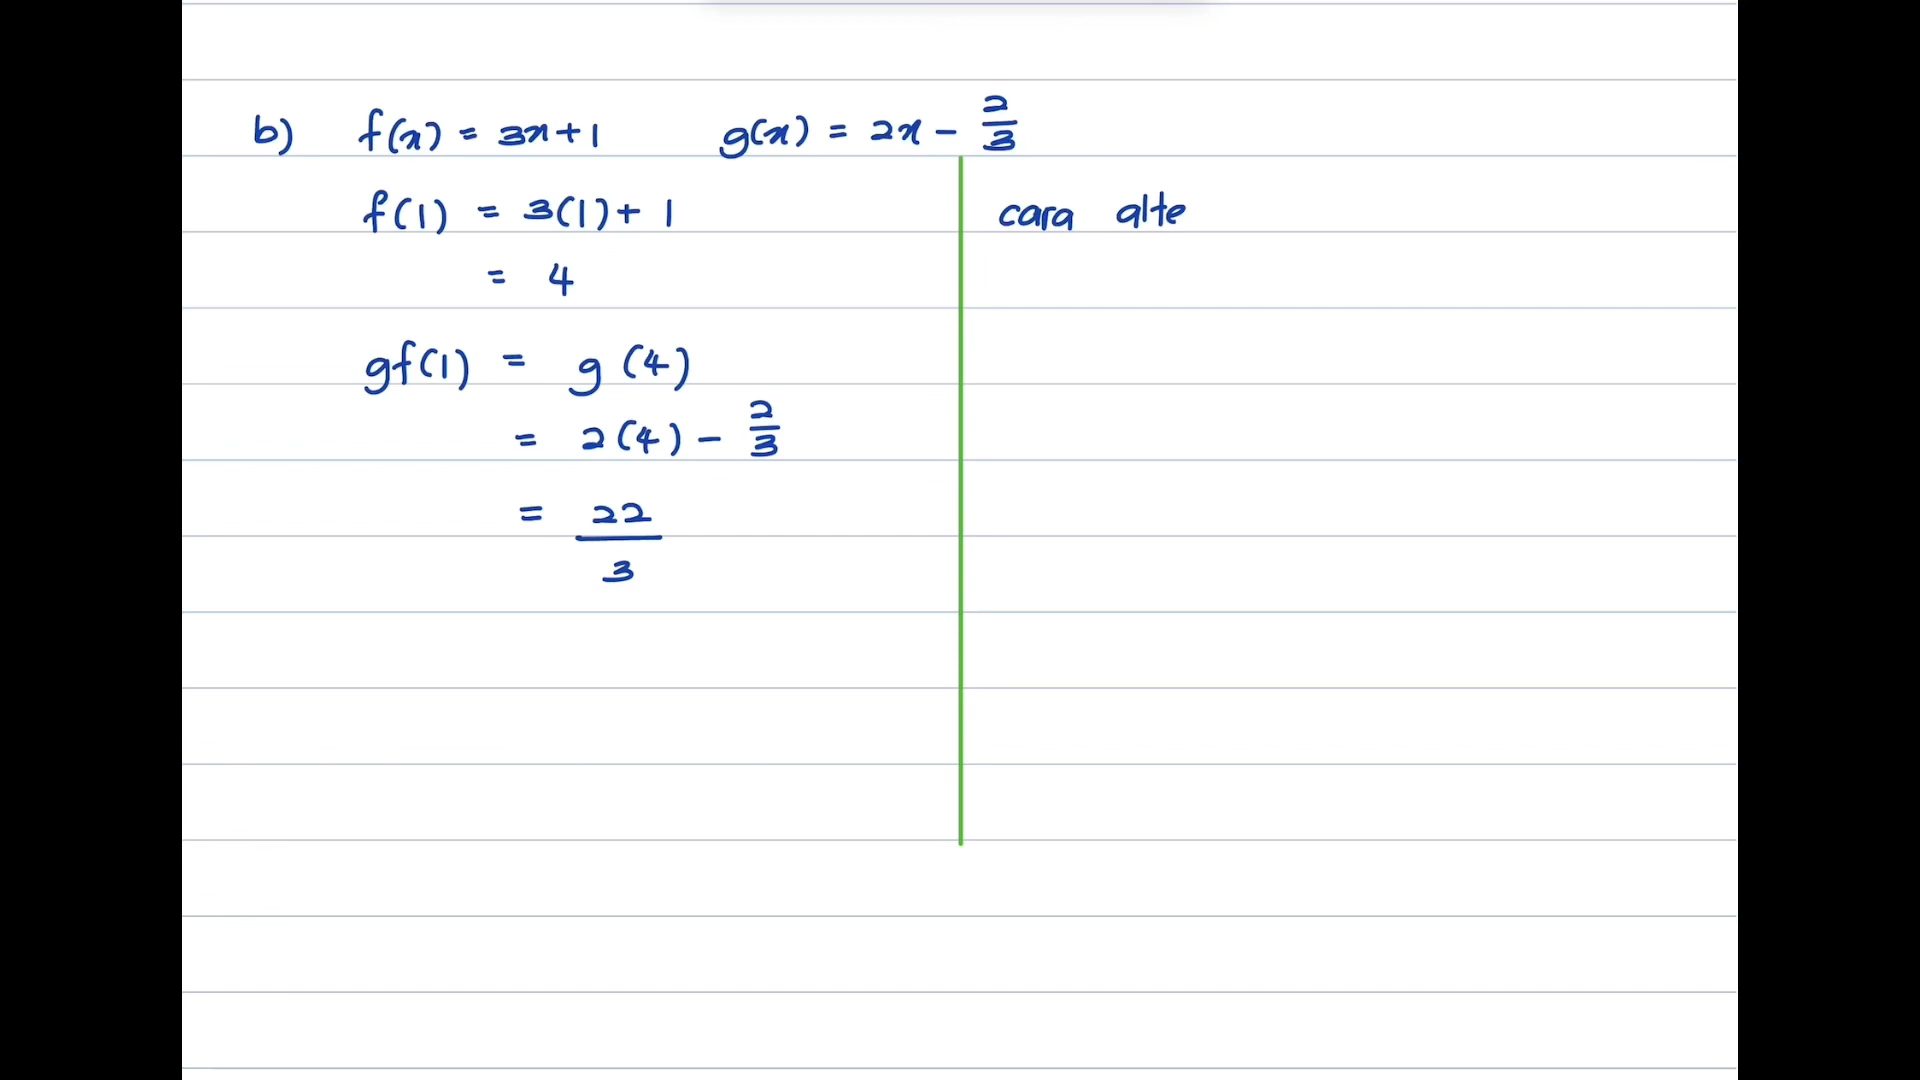 b) f(x) = 3x+1 g(x) = 2x - 2/3
f(1) = 3(1)+ 1
= 4
gf(1) = g (4)
= 2(4) - 2/3
= 22/3
cara alte